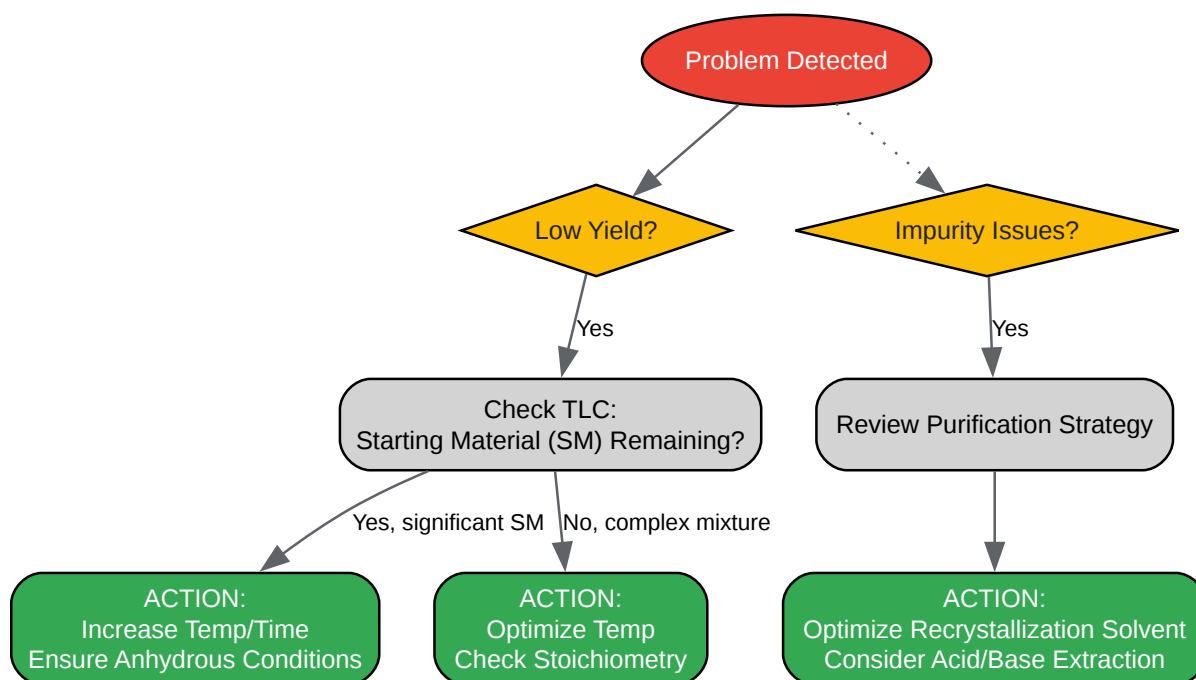 Problem Detected
Low Yield?
Impurity Issues?
Yes
Yes
Check TLC:
Starting Material (SM) Remaining?
Review Purification Strategy
Yes, significant SM
No, complex mixture
ACTION:
Increase Temp/Time
Ensure Anhydrous Conditions
ACTION:
Optimize Temp
Check Stoichiometry
ACTION:
Optimize Recrystallization Solvent
Consider Acid/Base Extraction